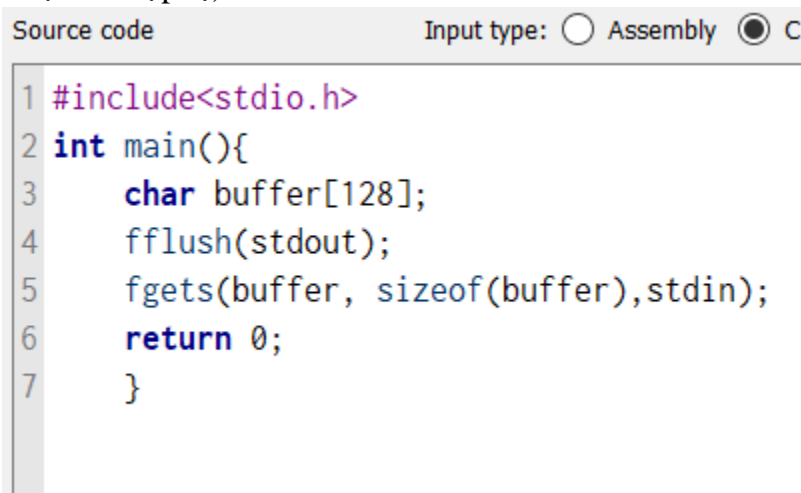 Source code Input type: Assembly C
1 #include<stdio.h>
2 int main(){
3 char buffer[128];
4 fflush(stdout);
5 fgets(buffer, sizeof(buffer),stdin);
6 return 0;
7 }